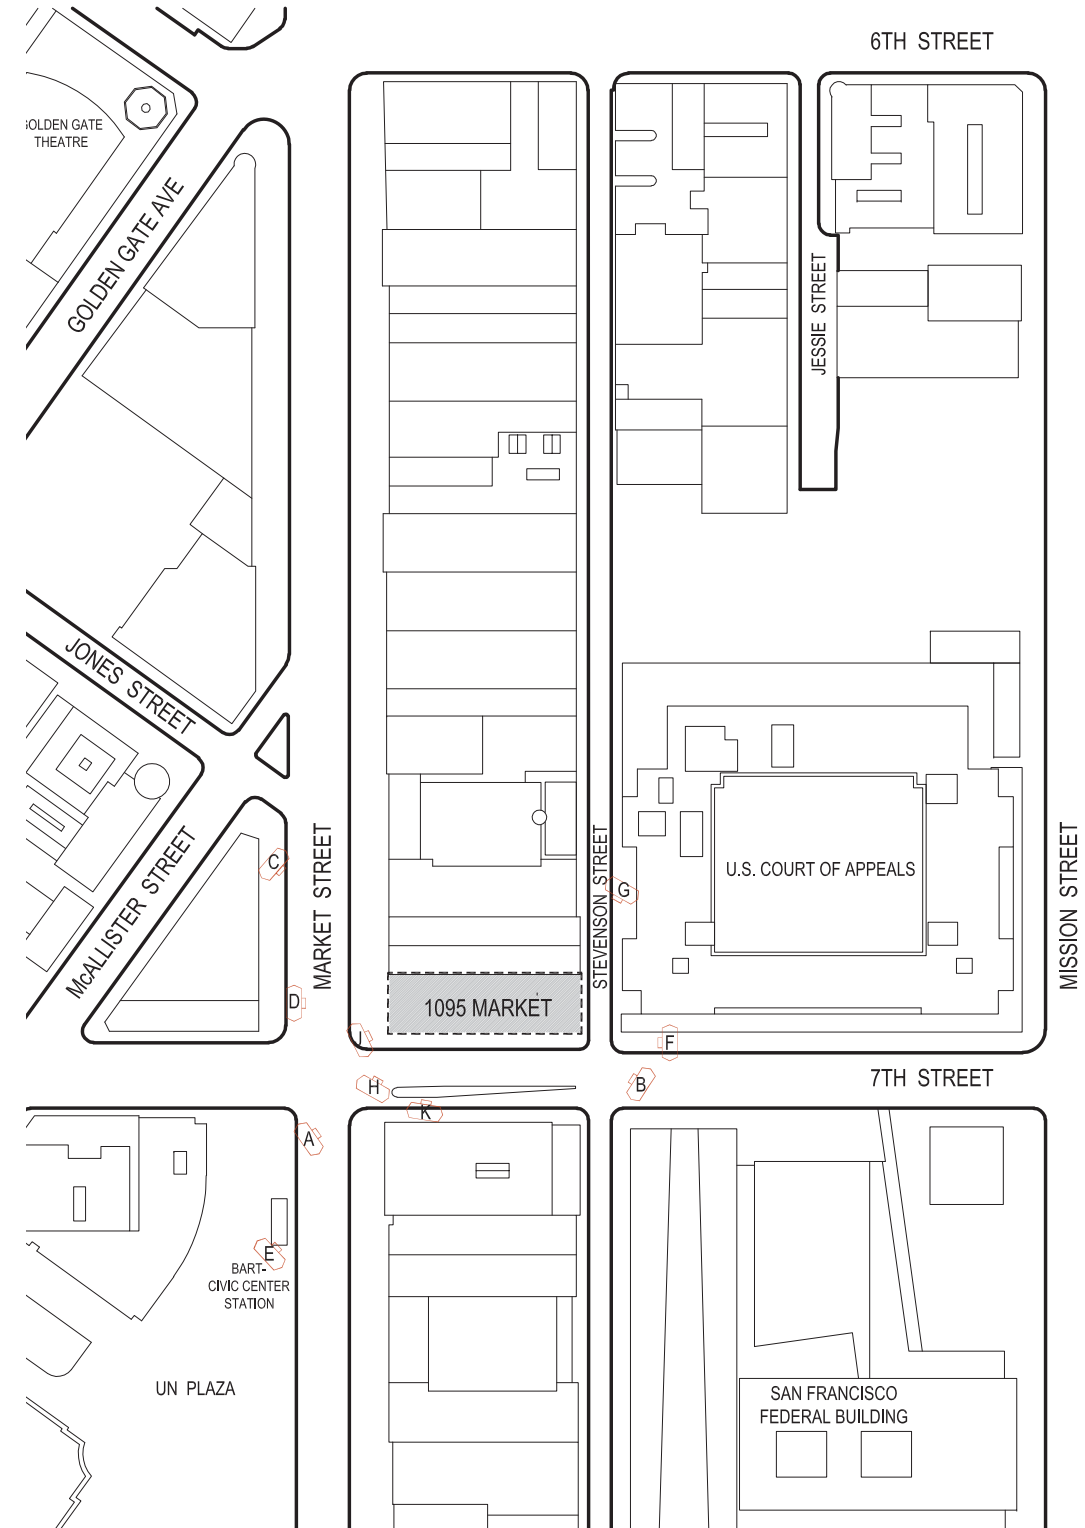 6TH STREET
GOLDEN GATE
THEATRE
GOLDEN GATE AVE
JESSIE STREET
JONES STREET
McALLISTER STREET
C
MARKET STREET
STEVENSON STREET
G
U.S. COURT OF APPEALS
MISSION STREET
D
1095 MARKET
J
F
H
B
7TH STREET
K
A
E
BART-
CIVIC CENTER
STATION
UN PLAZA
SAN FRANCISCO
FEDERAL BUILDING